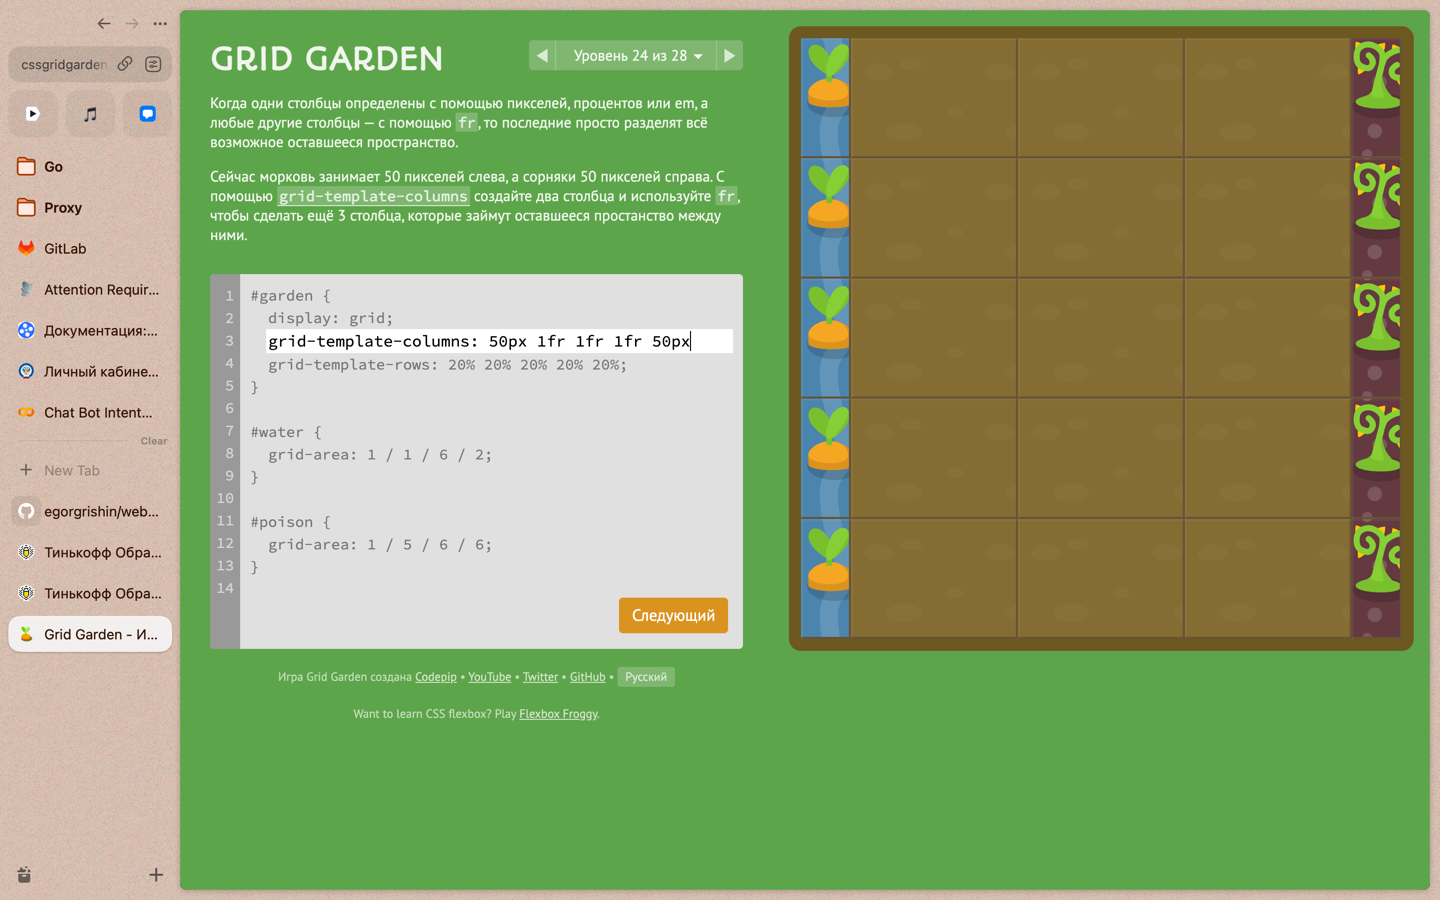 cssgridgarden
Go
Proxy
GitLab
Attention Requir...
Документация:...
Личный кабине...
Chat Bot Intent...
Clear
New Tab
egorgrishin/web...
Тинькофф Обра...
Тинькофф Обра...
Grid Garden - И...
GRID GARDEN
Уровень 24 из 28
Когда одни столбцы определены с помощью пикселей, процентов или em, а
любые другие столбцы — с помощью fr, то последние просто разделят всё
возможное оставшееся пространство.
Сейчас морковь занимает 50 пикселей слева, а сорняки 50 пикселей справа. С
помощью grid-template-columns создайте два столбца и используйте fr,
чтобы сделать ещё 3 столбца, которые займут оставшееся простанство между
ними.
1 #garden {
2 display: grid;
3 grid-template-columns: 50px 1fr 1fr 1fr 50px
4 grid-template-rows: 20% 20% 20% 20% 20%;
5 }
6
7 #water {
8 grid-area: 1 / 1 / 6 / 2;
9 }
10
11 #poison {
12 grid-area: 1 / 5 / 6 / 6;
13 }
14
Следующий
Игра Grid Garden создана Codepip • YouTube • Twitter • GitHub • Русский
Want to learn CSS flexbox? Play Flexbox Froggy.